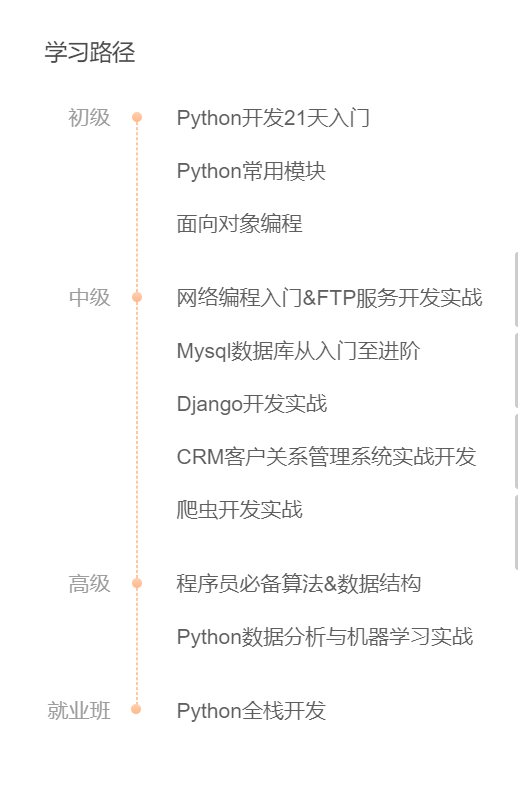 学习路径
初级
Python开发21天入门
Python常用模块
面向对象编程
中级
网络编程入门&FTP服务开发实战
Mysql数据库从入门至进阶
Django开发实战
CRM客户关系管理系统实战开发
爬虫开发实战
高级
程序员必备算法&数据结构
Python数据分析与机器学习实战
就业班
Python全栈开发